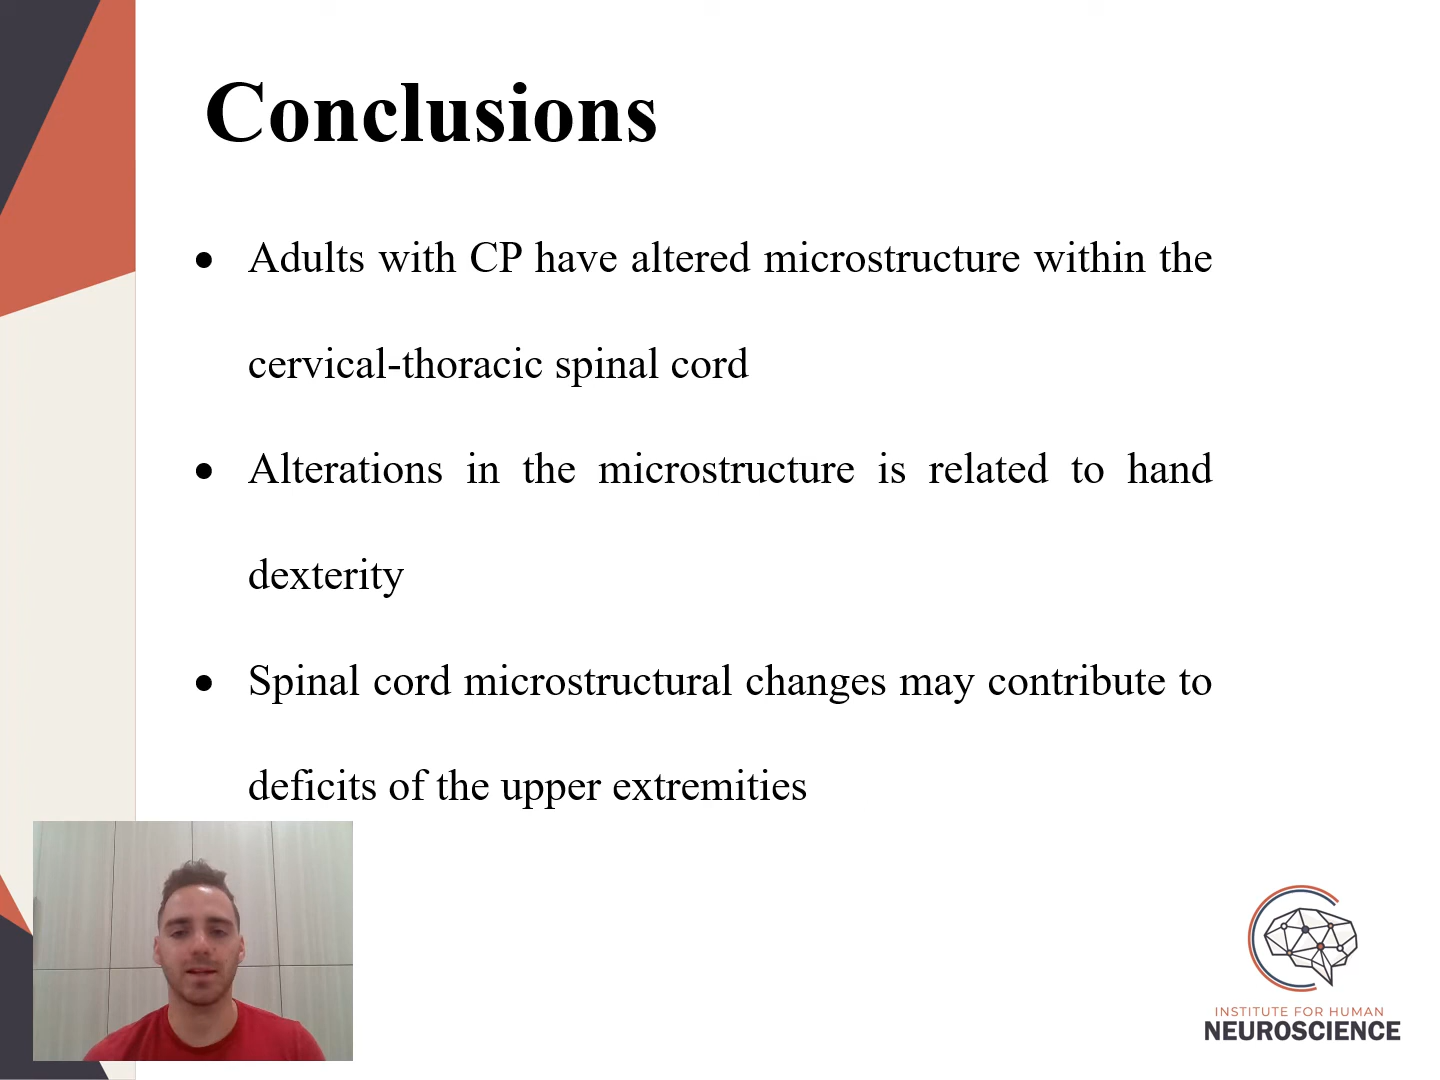 Conclusions
● Adults with CP have altered microstructure within the
cervical-thoracic spinal cord
● Alterations in the microstructure is related to hand
dexterity
● Spinal cord microstructural changes may contribute to
deficits of the upper extremities
INSTITUTE FOR HUMAN
NEUROSCIENCE